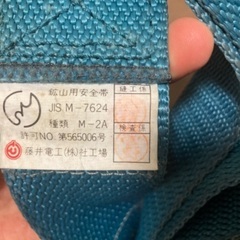 鉱山用安全帯
JIS. M-7624
種類 M-2A
許可NO. 第565006号
藤井電工(株)社工場
縫工係
検査係